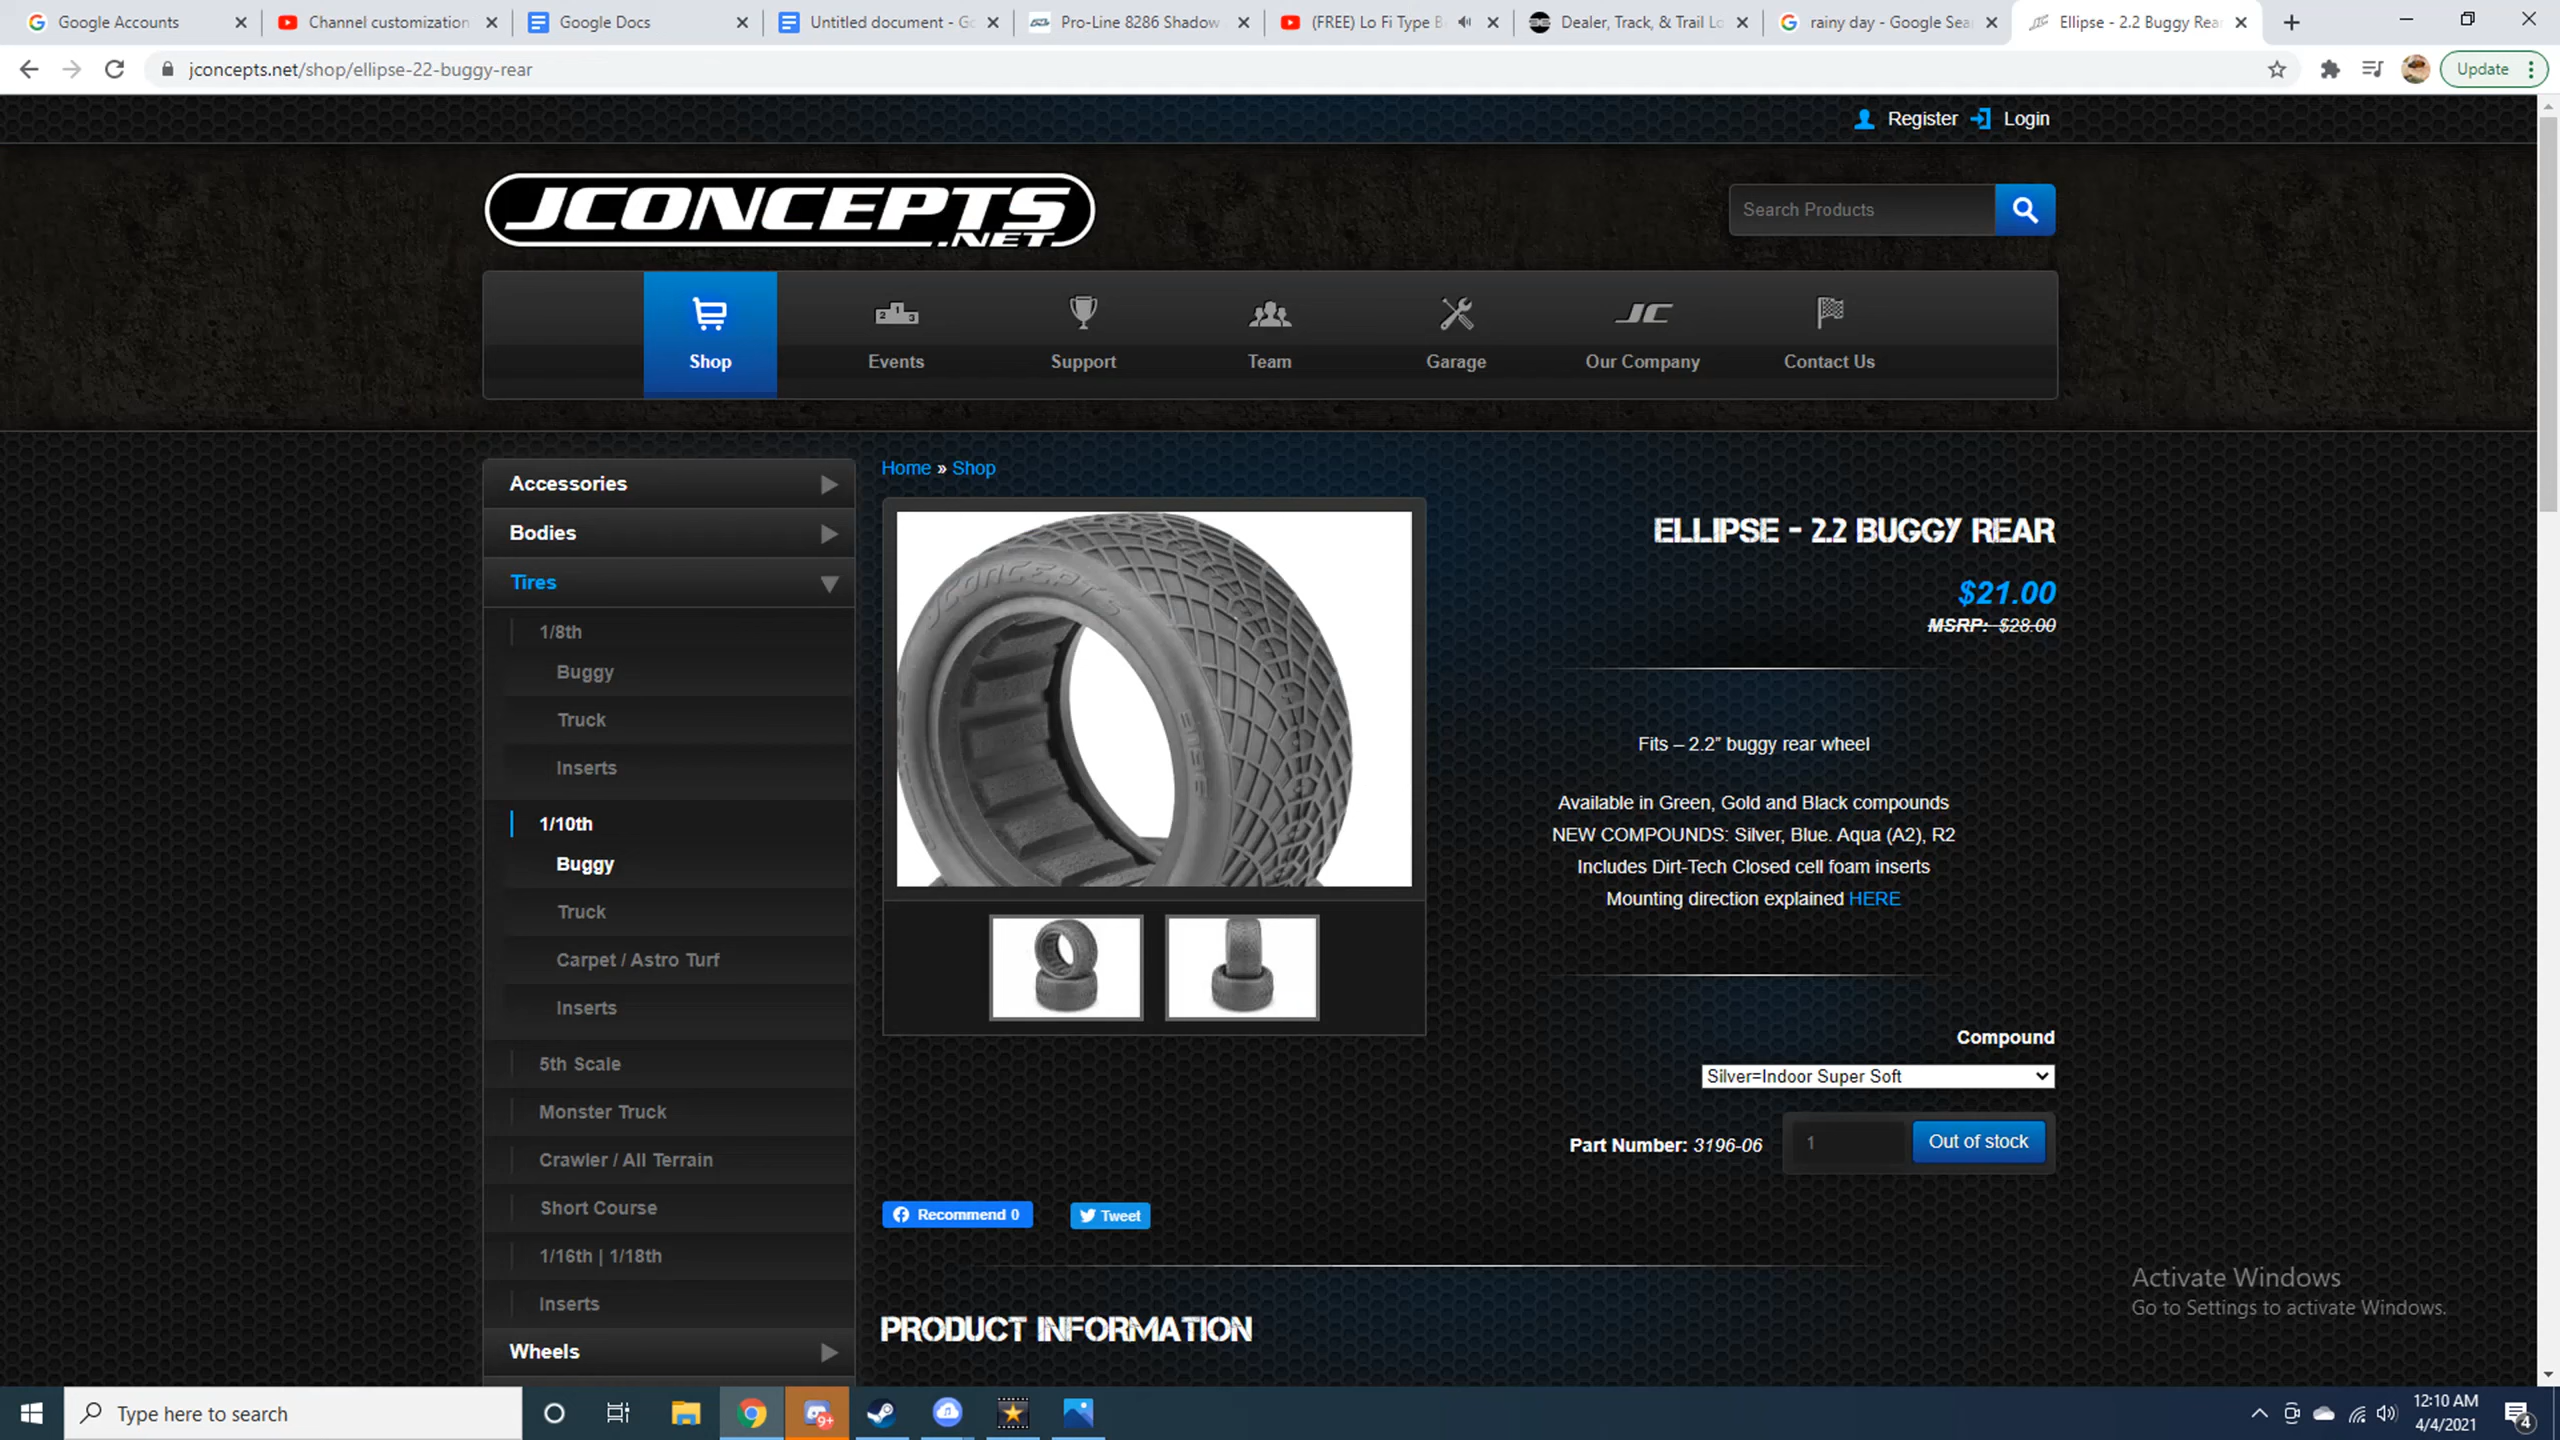 Google Accounts
Channel customization
Google Docs
Untitled document - Go
Pro-Line 8286 Shadow
(FREE) Lo Fi Type B
Dealer, Track, & Trail Lo
rainy day - Google Sea
Ellipse - 2.2 Buggy Rea
jconcepts.net/shop/ellipse-22-buggy-rear
Update
Register
Login
JCONCEPTS
.NET
Search Products
Shop
2 1 3
Events
Support
Team
Garage
JC
Our Company
Contact Us
Accessories
Bodies
Tires
1/8th
Buggy
Truck
Inserts
1/10th
Buggy
Truck
Carpet / Astro Turf
Inserts
5th Scale
Monster Truck
Crawler / All Terrain
Short Course
1/16th | 1/18th
Inserts
Wheels
Home » Shop
JCONCEPTS
ELLIPSE - 2.2 BUGGY REAR
$21.00
MSRP: $28.00
Fits – 2.2” buggy rear wheel
Available in Green, Gold and Black compounds
NEW COMPOUNDS: Silver, Blue. Aqua (A2), R2
Includes Dirt-Tech Closed cell foam inserts
Mounting direction explained HERE
Compound
Silver=Indoor Super Soft
Part Number: 3196-06
1
Out of stock
Recommend 0
Tweet
PRODUCT INFORMATION
Activate Windows
Go to Settings to activate Windows.
Type here to search
9+
12:10 AM
4/4/2021
4